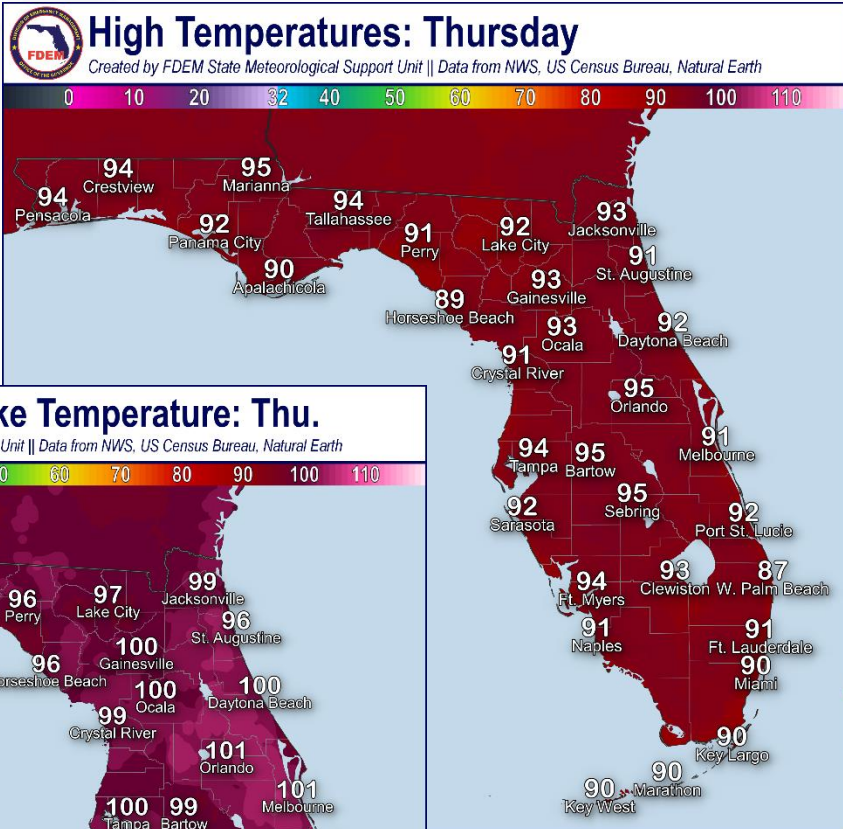 FDEM
High Temperatures: Thursday
Created by FDEM State Meteorological Support Unit || Data from NWS, US Census Bureau, Natural Earth
0 10 20 32 40 50 60 70 80 90 100 110
94
Crestview
95
Marianna
94
Pensacola
94
Tallahassee
92
Panama City
91
Perry
92
Lake City
93
Jacksonville
90
Apalachicola
91
St. Augustine
89
Horseshoe Beach
93
Gainesville
93
Ocala
92
Daytona Beach
91
Crystal River
95
Orlando
94
Tampa
95
Bartow
91
Melbourne
92
Sarasota
95
Sebring
92
Port St. Lucie
94
Ft. Myers
93
Clewiston
87
W. Palm Beach
91
Naples
91
Ft. Lauderdale
90
Miami
90
Key Largo
90
Marathon
90
Key West
ke Temperature: Thu.
Unit || Data from NWS, US Census Bureau, Natural Earth
0 60 70 80 90 100 110
96
Perry
97
Lake City
99
Jacksonville
96
St. Augustine
96
orseshoe Beach
100
Gainesville
100
Ocala
100
Daytona Beach
99
Crystal River
101
Orlando
101
Melbourne
100
Tampa
99
Bartow